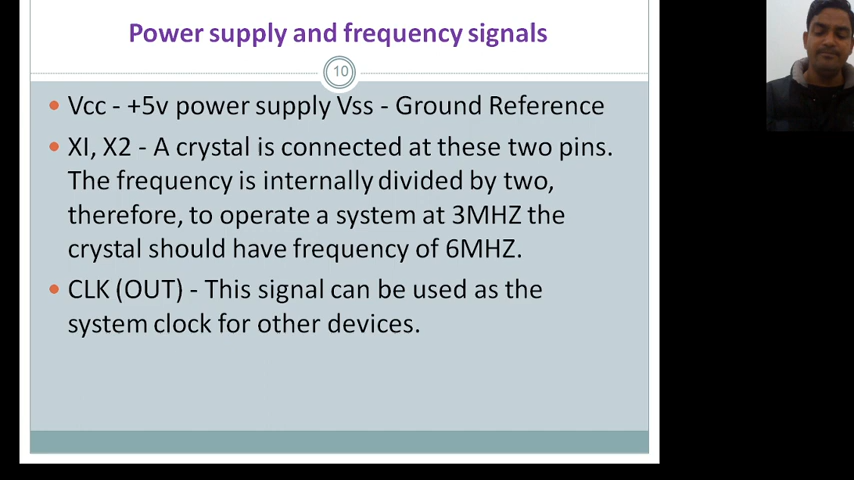 Power supply and frequency signals
10
• Vcc - +5v power supply Vss - Ground Reference
• XI, X2 - A crystal is connected at these two pins.
The frequency is internally divided by two,
therefore, to operate a system at 3MHZ the
crystal should have frequency of 6MHZ.
• CLK (OUT) - This signal can be used as the
system clock for other devices.